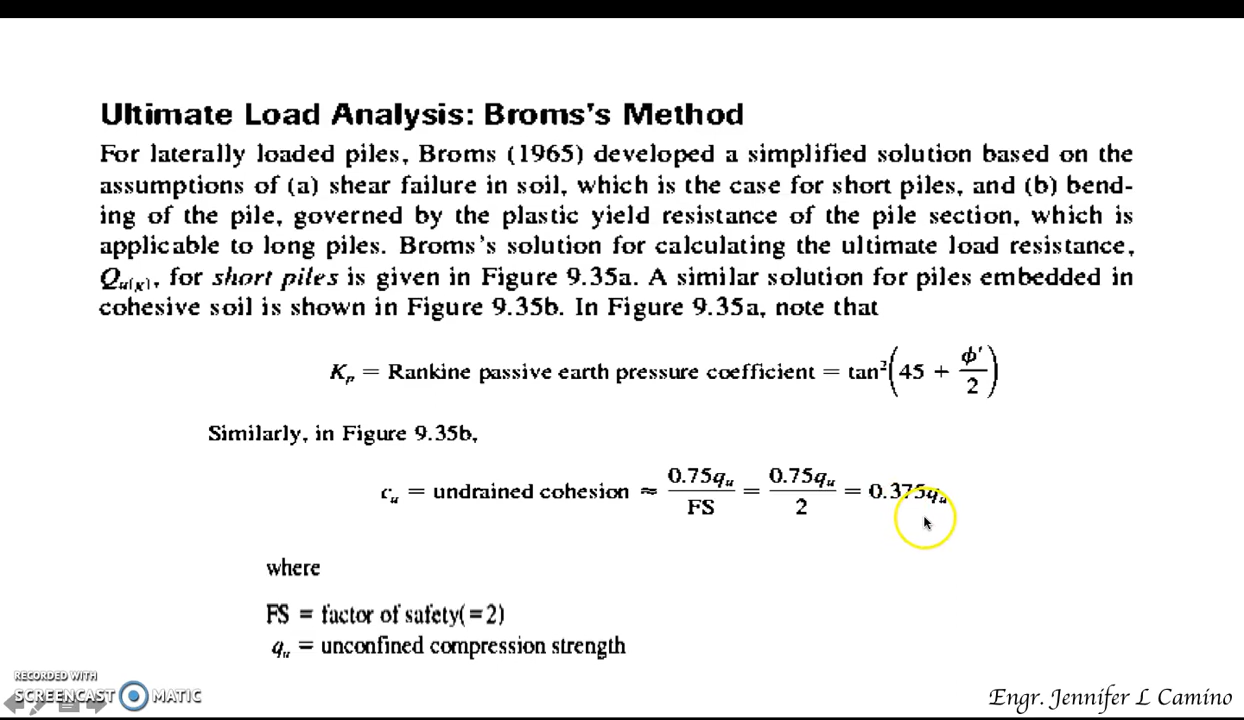 Ultimate Load Analysis: Broms's Method
For laterally loaded piles, Broms (1965) developed a simplified solution based on the
assumptions of (a) shear failure in soil, which is the case for short piles, and (b) bend-
ing of the pile, governed by the plastic yield resistance of the pile section, which is
applicable to long piles. Broms's solution for calculating the ultimate load resistance,
Qu(g), for short piles is given in Figure 9.35a. A similar solution for piles embedded in
cohesive soil is shown in Figure 9.35b. In Figure 9.35a, note that
Kp = Rankine passive earth pressure coefficient = tan²(45 + ϕ'/2)
Similarly, in Figure 9.35b,
cu = undrained cohesion ≈ 0.75qu/FS = 0.75qu/2 = 0.375qu
where
FS = factor of safety(=2)
qu = unconfined compression strength
RECORDED WITH
SCREENCAST MATIC
Engr. Jennifer L Camino